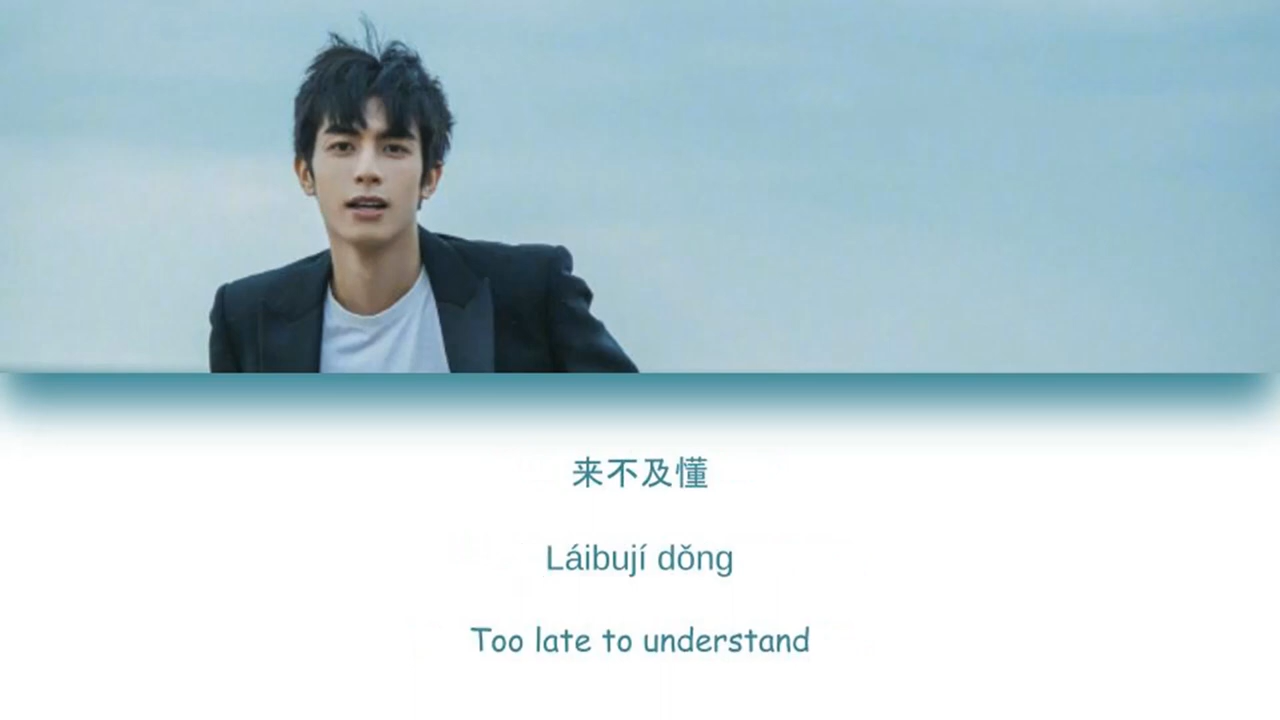 来不及懂
Láibují dǒng
Too late to understand